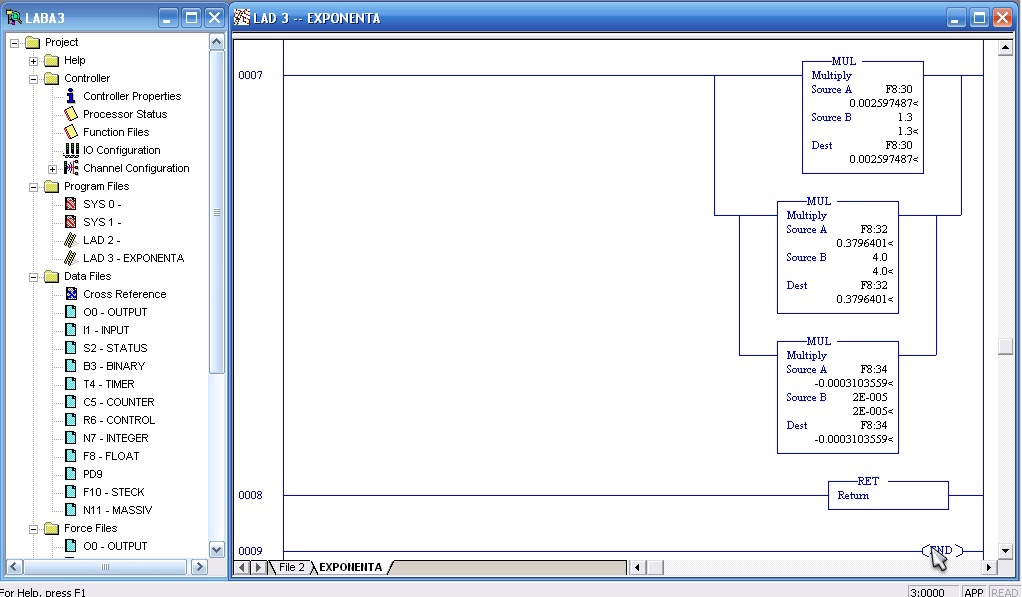 LABA3
Project
Help
Controller
Controller Properties
Processor Status
Function Files
IO Configuration
Channel Configuration
Program Files
SYS 0 -
SYS 1 -
LAD 2 -
LAD 3 - EXPONENTA
Data Files
Cross Reference
O0 - OUTPUT
I1 - INPUT
S2 - STATUS
B3 - BINARY
T4 - TIMER
C5 - COUNTER
R6 - CONTROL
N7 - INTEGER
F8 - FLOAT
PD9
F10 - STECK
N11 - MASSIV
Force Files
O0 - OUTPUT
LAD 3 -- EXPONENTA
0007
MUL
Multiply
Source A F8:30
0.002597487<
Source B 1.3
1.3<
Dest F8:30
0.002597487<
MUL
Multiply
Source A F8:32
0.3796401<
Source B 4.0
4.0<
Dest F8:32
0.3796401<
MUL
Multiply
Source A F8:34
-0.0003103559<
Source B 2E-005
2E-005<
Dest F8:34
-0.0003103559<
0008
RET
Return
0009
END
File 2 EXPONENTA
For Help, press F1
3:0000 APP READ